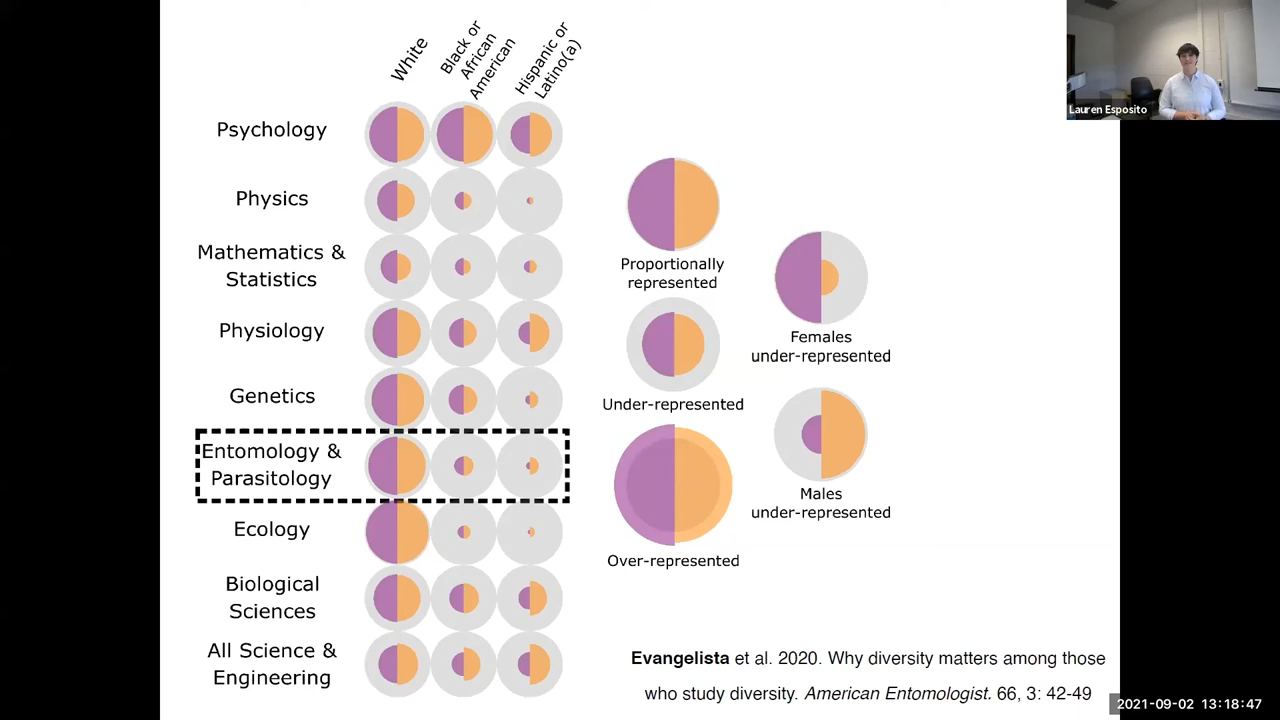 White
Black or
African
American
Hispanic or
Latino(a)
Psychology
Physics
Mathematics &
Statistics
Physiology
Genetics
Entomology &
Parasitology
Ecology
Biological
Sciences
All Science &
Engineering
Proportionally
represented
Under-represented
Over-represented
Females
under-represented
Males
under-represented
Evangelista et al. 2020. Why diversity matters among those
who study diversity. American Entomologist. 66, 3: 42-49
Lauren Esposito
2021-09-02 13:18:47